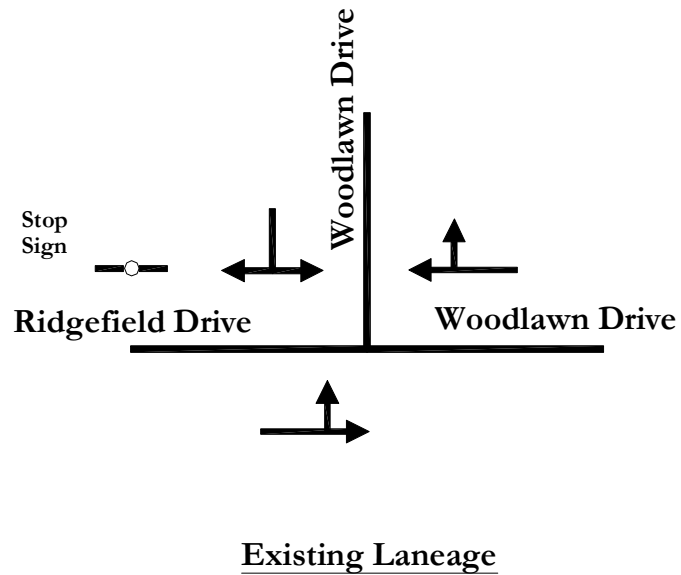 Woodlawn Drive
Stop
Sign
Ridgefield Drive
Woodlawn Drive
Existing Laneage